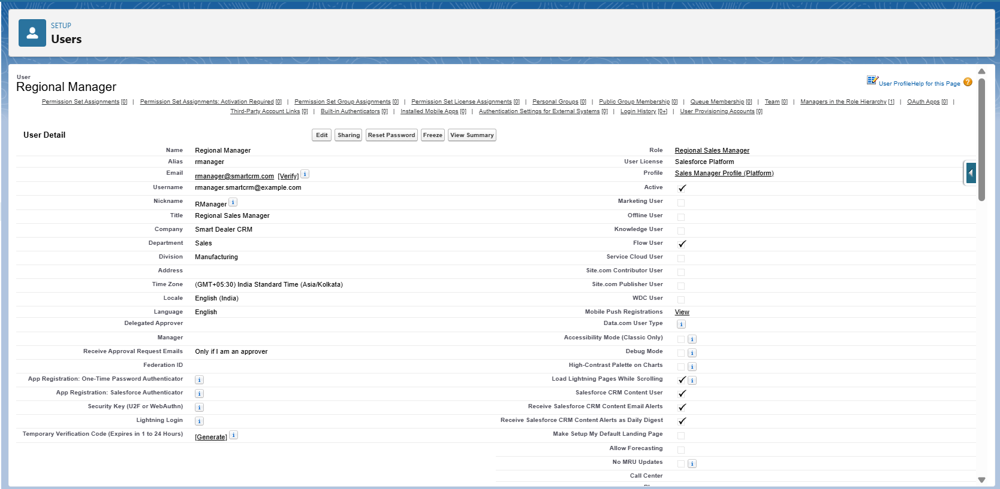 SETUP
Users
User
Regional Manager
User Profile Help for this Page
Permission Set Assignments [0] | Permission Set Assignments: Activation Required [0] | Permission Set Group Assignments [0] | Permission Set License Assignments [0] | Personal Groups [0] | Public Group Membership [0] | Queue Membership [0] | Team [0] | Managers in the Role Hierarchy [1] | OAuth Apps [0] |
Third-Party Account Links [0] | Built-in Authenticators [0] | Installed Mobile Apps [0] | Authentication Settings for External Systems [0] | Login History [0+] | User Provisioning Accounts [0]
User Detail Edit Sharing Reset Password Freeze View Summary
Name Regional Manager Role Regional Sales Manager
Alias rmanager User License Salesforce Platform
Email rmanager@smartcrm.com [Verify] i Profile Sales Manager Profile (Platform)
Username rmanager.smartcrm@example.com Active
Nickname RManager i Marketing User
Title Regional Sales Manager Offline User
Company Smart Dealer CRM Knowledge User
Department Sales Flow User
Division Manufacturing Service Cloud User
Address Site.com Contributor User
Time Zone (GMT+05:30) India Standard Time (Asia/Kolkata) Site.com Publisher User
Locale English (India) WDC User
Language English Mobile Push Registrations View
Delegated Approver Data.com User Type i
Manager Accessibility Mode (Classic Only) i
Receive Approval Request Emails Only if I am an approver Debug Mode i
Federation ID High-Contrast Palette on Charts i
App Registration: One-Time Password Authenticator i Load Lightning Pages While Scrolling i
App Registration: Salesforce Authenticator i Salesforce CRM Content User
Security Key (U2F or WebAuthn) i Receive Salesforce CRM Content Email Alerts
Lightning Login i Receive Salesforce CRM Content Alerts as Daily Digest
Temporary Verification Code (Expires in 1 to 24 Hours) [Generate] i Make Setup My Default Landing Page
Allow Forecasting
No MRU Updates i
Call Center